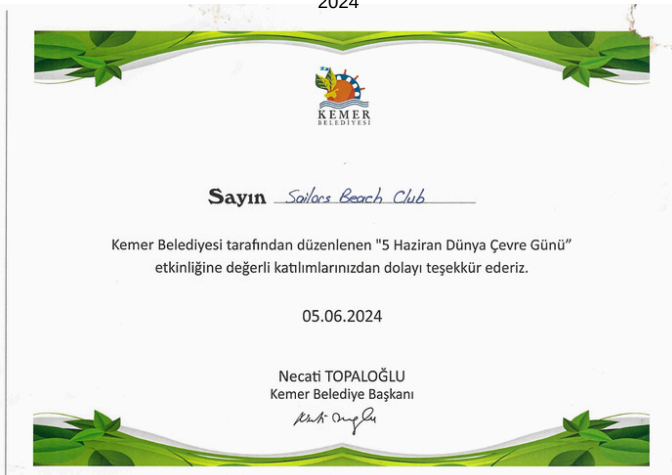 2024
KEMER
BELEDİYESİ
Sayın Sailors Beach Club
Kemer Belediyesi tarafından düzenlenen "5 Haziran Dünya Çevre Günü"
etkinliğine değerli katılımlarınızdan dolayı teşekkür ederiz.
05.06.2024
Necati TOPALOĞLU
Kemer Belediye Başkanı